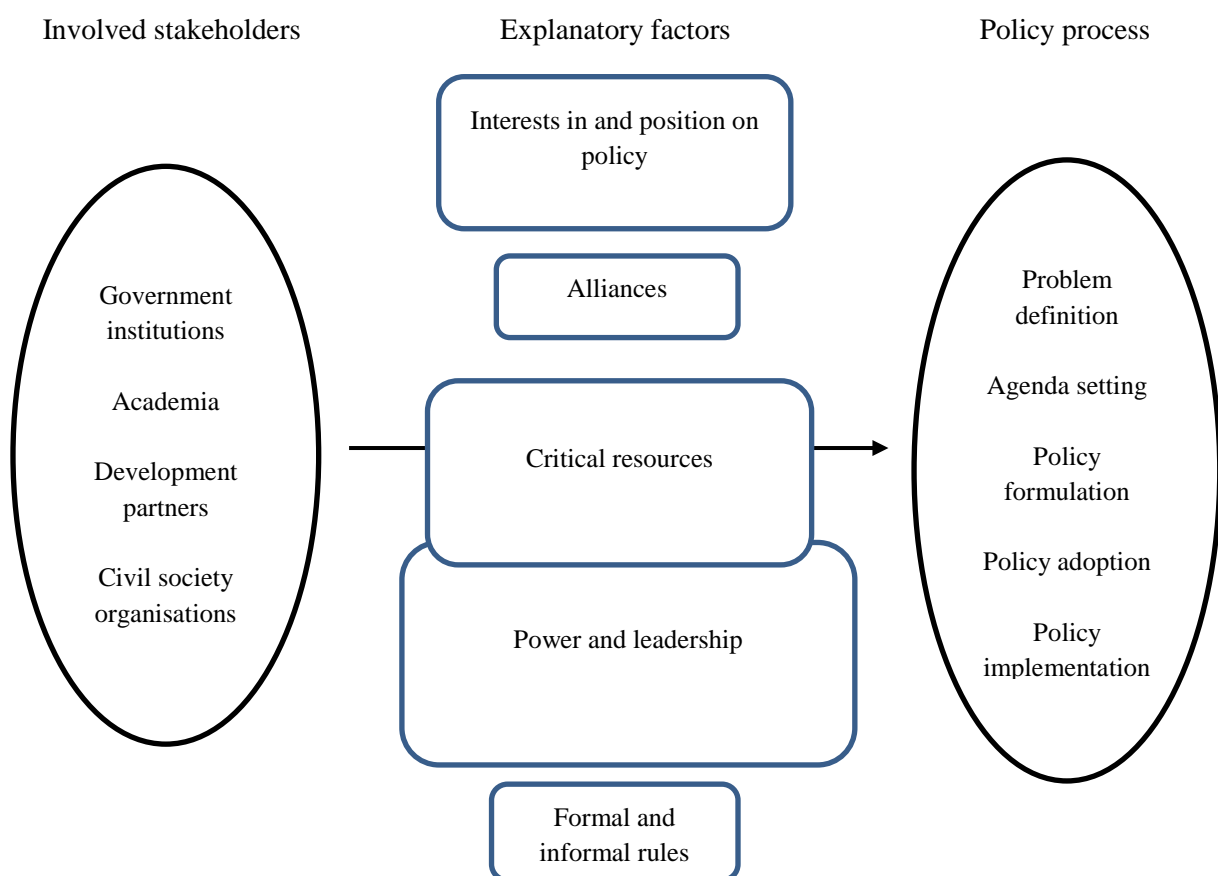 Involved stakeholders
Explanatory factors
Policy process
Interests in and position on
policy
Alliances
Critical resources
Power and leadership
Formal and
informal rules
Government
institutions
Academia
Development
partners
Civil society
organisations
Problem
definition
Agenda setting
Policy
formulation
Policy adoption
Policy
implementation